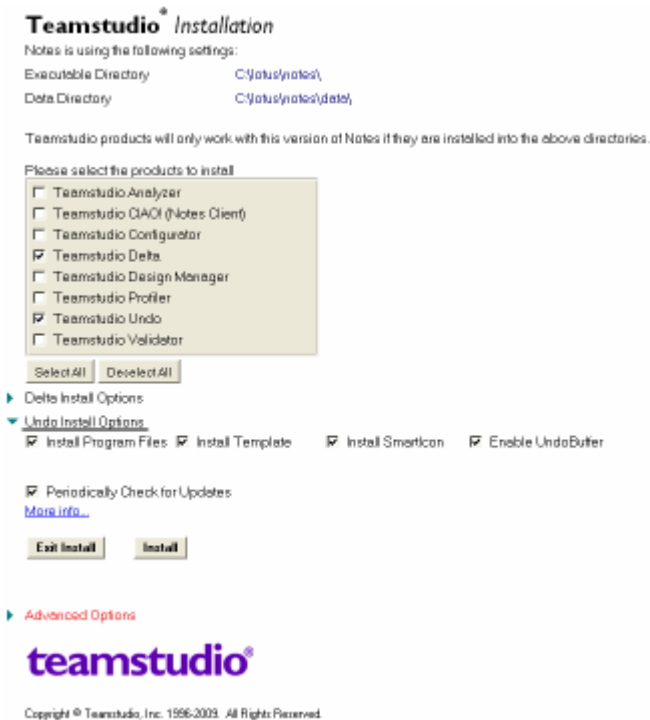 Teamstudio® Installation
Notes is using the following settings:
Executable Directory C:\lotus\notes\,
Data Directory C:\lotus\notes\data\,
Teamstudio products will only work with this version of Notes if they are installed into the above directories.
Please select the products to install
Teamstudio Analyzer
Teamstudio CIAO! (Notes Client)
Teamstudio Configurator
Teamstudio Delta
Teamstudio Design Manager
Teamstudio Profiler
Teamstudio Undo
Teamstudio Validator
Select All Deselect All
Delta Install Options
Undo Install Options
Install Program Files Install Template Install SmartIcon Enable UndoBuffer
Periodically Check for Updates
More info...
Exit Install Install
Advanced Options
teamstudio®
Copyright © Teamstudio, Inc. 1996-2009. All Rights Reserved.